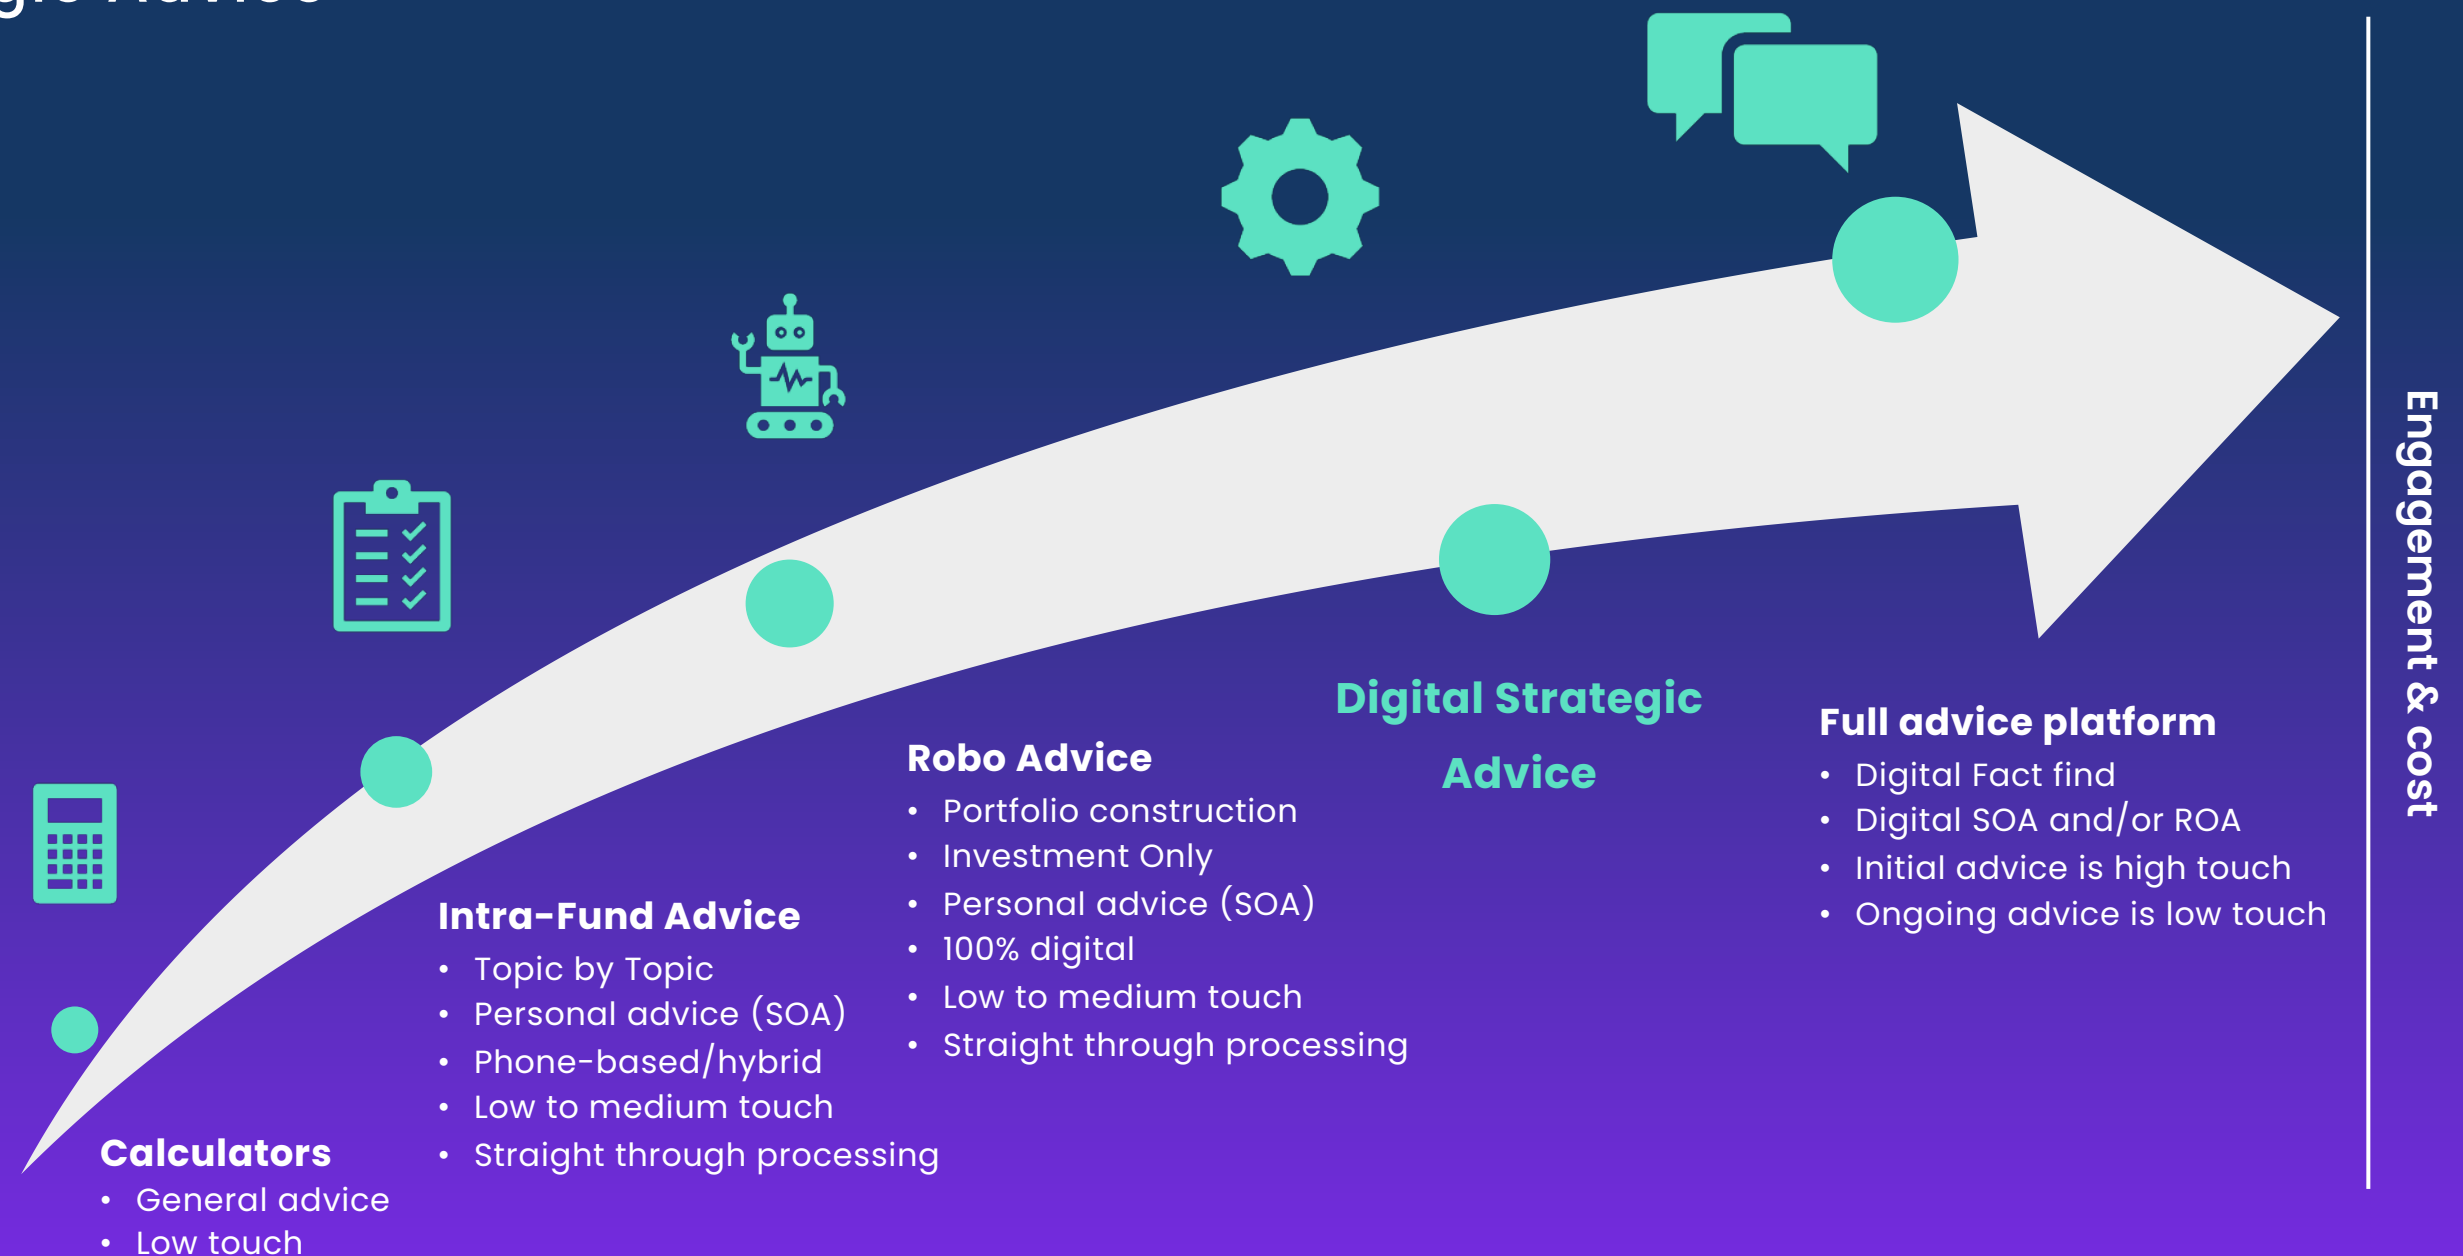 Advice
Digital Strategic
Advice
Full advice platform
• Digital Fact find
• Digital SOA and/or ROA
• Initial advice is high touch
• Ongoing advice is low touch
Robo Advice
• Portfolio construction
• Investment Only
• Personal advice (SOA)
• 100% digital
• Low to medium touch
• Straight through processing
Intra-Fund Advice
• Topic by Topic
• Personal advice (SOA)
• Phone-based/hybrid
• Low to medium touch
• Straight through processing
Calculators
• General advice
• Low touch
Engagement & cost